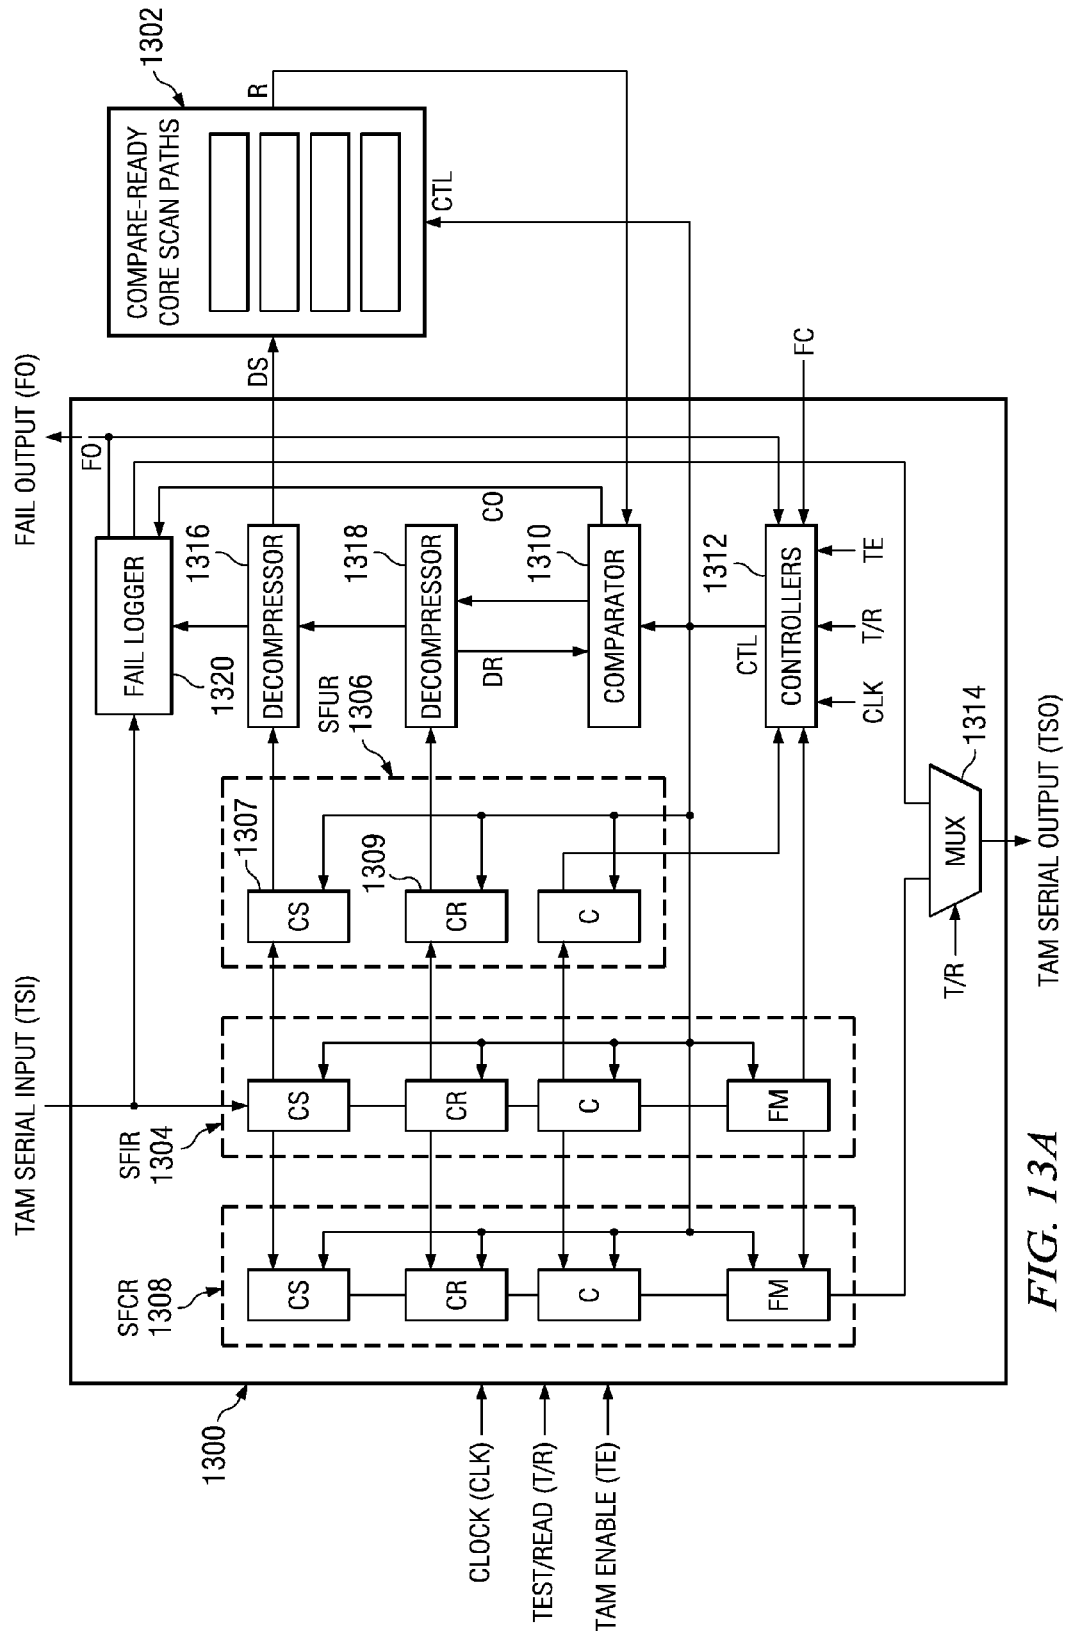 1302
COMPARE-READY
CORE SCAN PATHS
R
CTL
DS
FAIL OUTPUT (FO)
FO
FAIL LOGGER
1320
1316
DECOMPRESSOR
1318
DECOMPRESSOR
DR
CO
1310
COMPARATOR
1312
CTL
CONTROLLERS
FC
TE
T/R
CLK
SFUR
1306
1307
CS
1309
CR
C
1314
MUX
T/R
TAM SERIAL OUTPUT (TSO)
TAM SERIAL INPUT (TSI)
SFIR
1304
CS
CR
C
FM
SFCR
1308
CS
CR
C
FM
1300
CLOCK (CLK)
TEST/READ (T/R)
TAM ENABLE (TE)
FIG. 13A